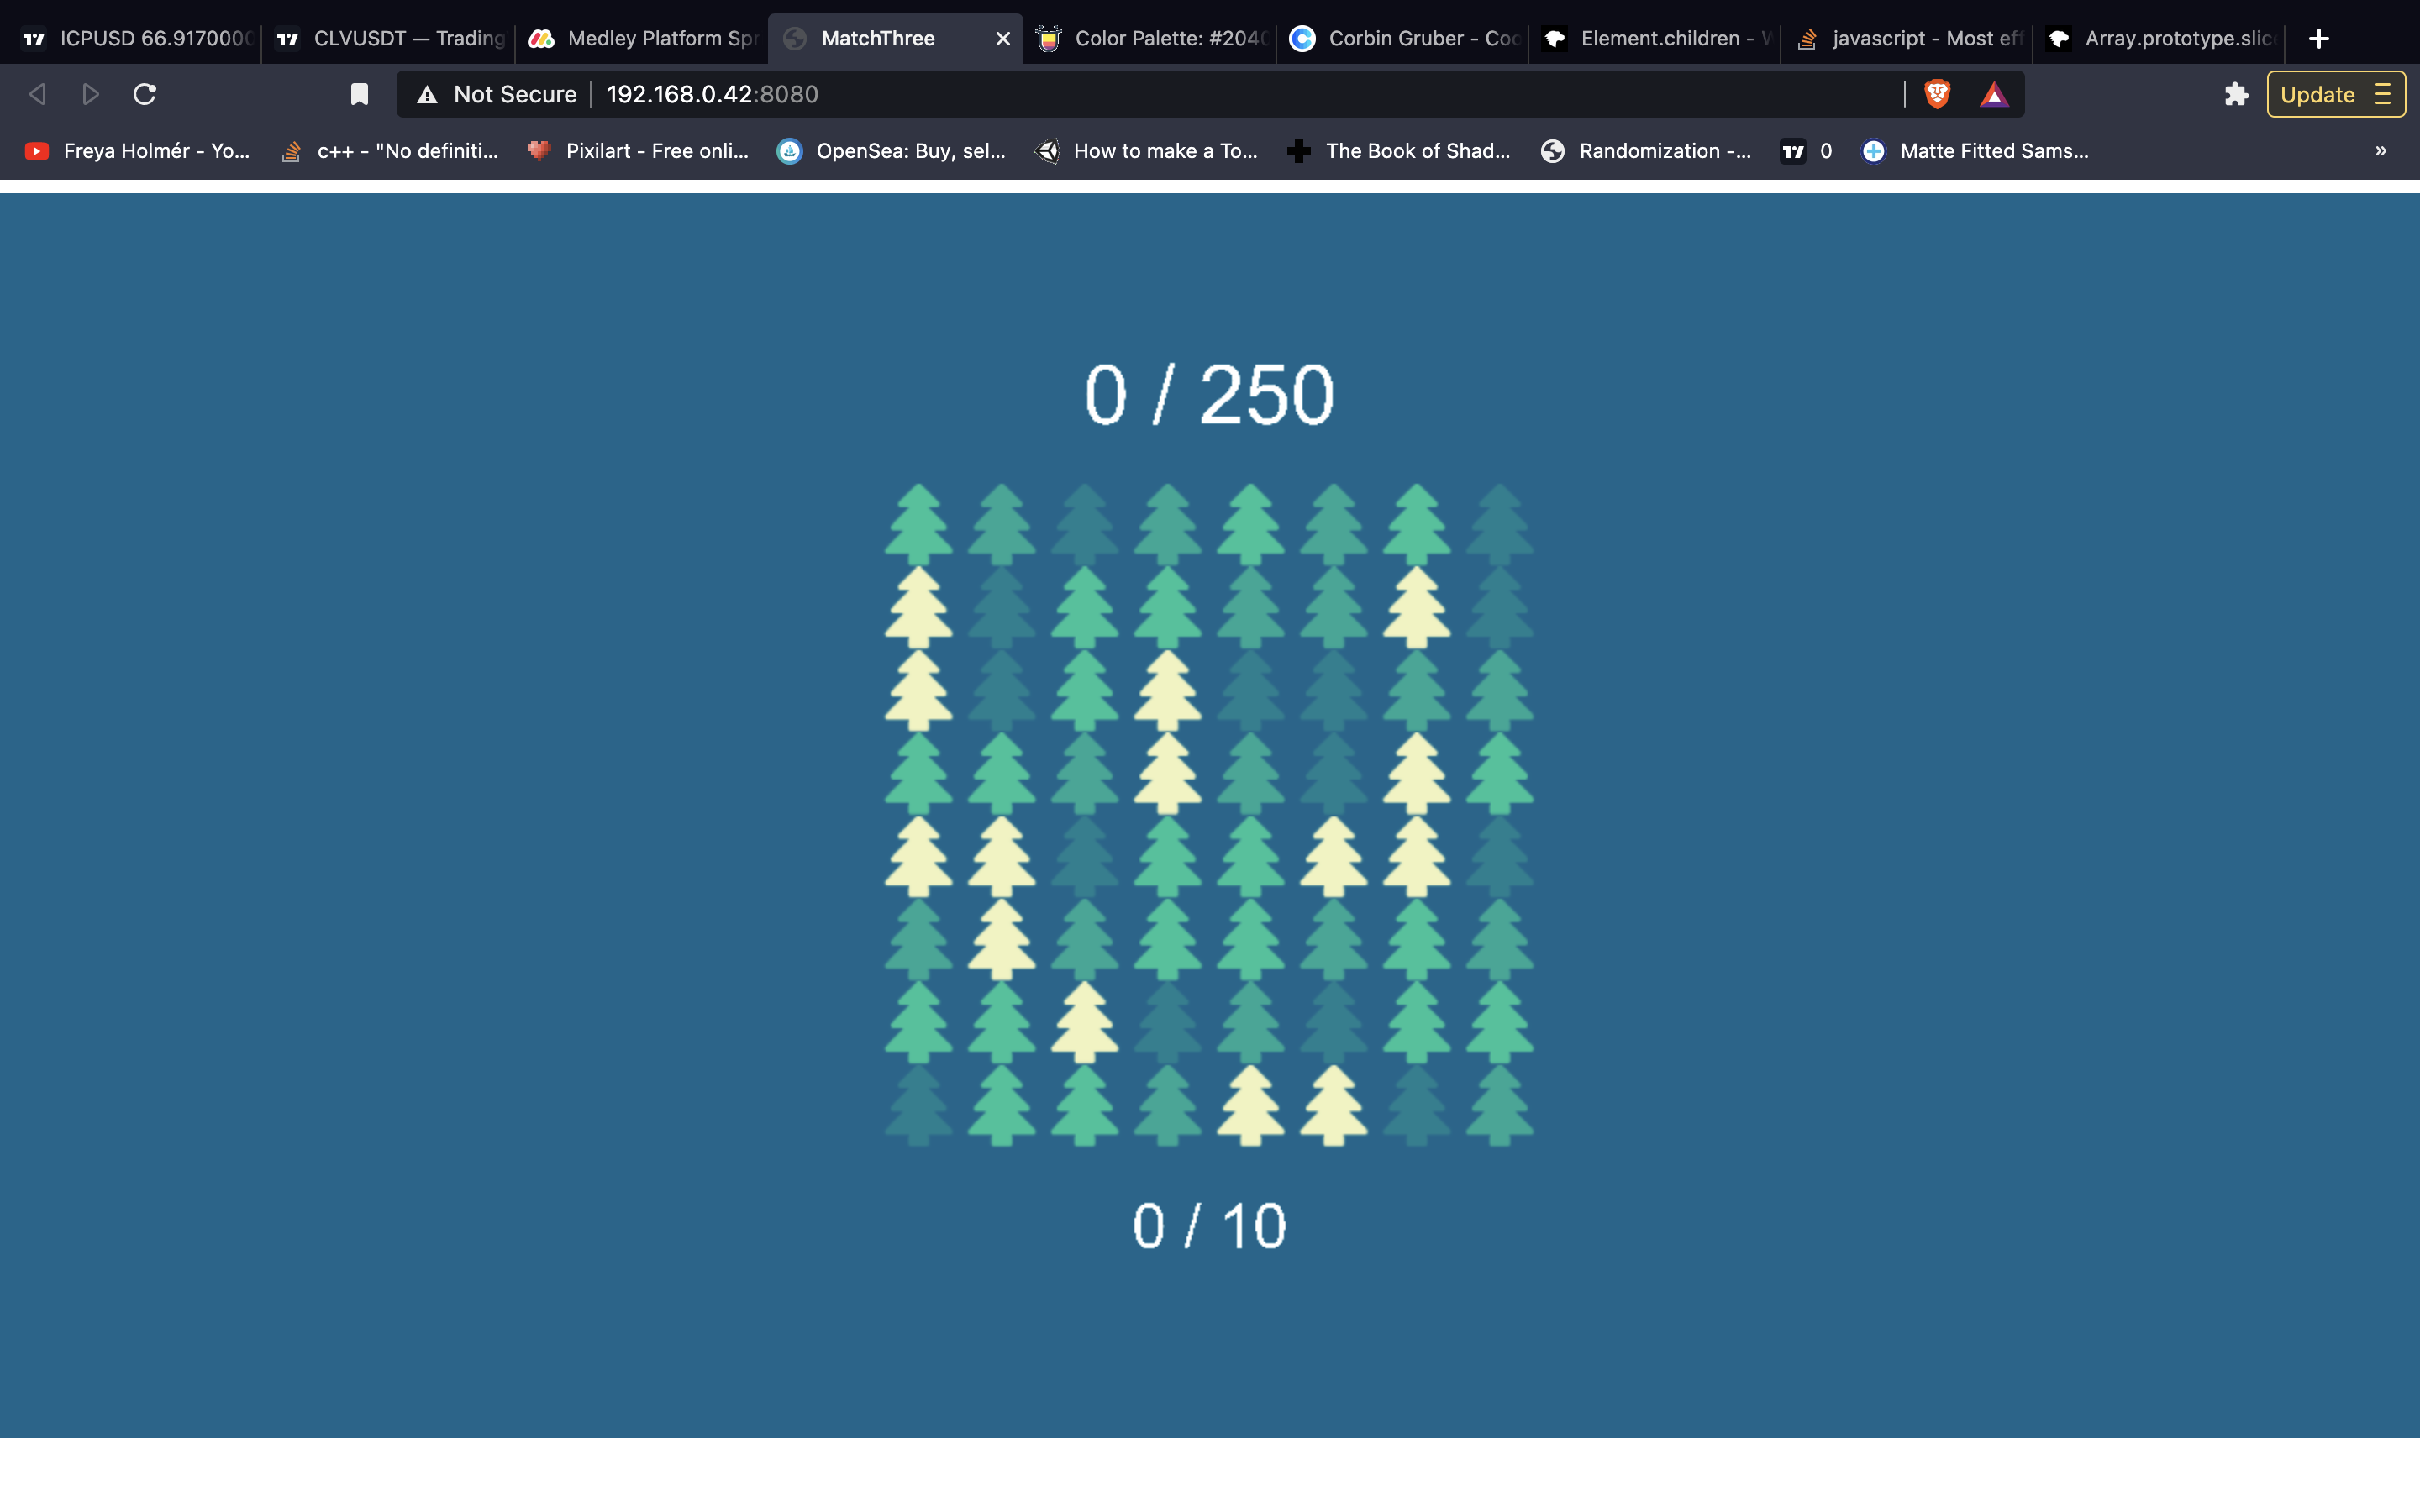 ICPUSD 66.917000
CLVUSDT — Trading
Medley Platform Spr
MatchThree
Color Palette: #204
Corbin Gruber - Coo
Element.children -
javascript - Most eff
Array.prototype.slic
Not Secure
192.168.0.42:8080
Update
Freya Holmér - Yo...
c++ - "No definiti...
Pixilart - Free onli...
OpenSea: Buy, sel...
How to make a To...
The Book of Shad...
Randomization -...
0
Matte Fitted Sams...
»
0 / 250
0 / 10